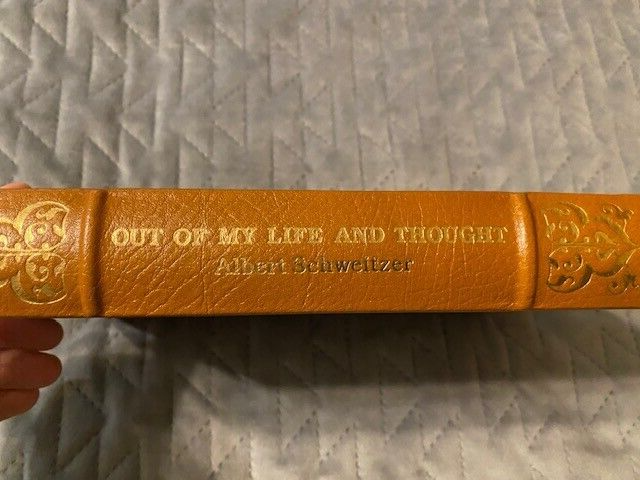 OUT OF MY LIFE AND THOUGHT
Albert Schweitzer